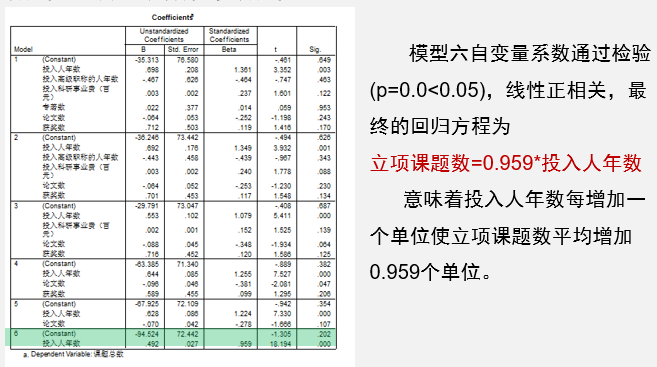 Coefficientsª
Unstandardized Coefficients Standardized Coefficients
Model B Std. Error Beta t Sig.
1 (Constant) -35.313 76.580 -.461 .649
投入人年数 .698 .208 1.361 3.352 .003
投入高级职称的人年数 -.467 .626 -.464 -.747 .463
投入科研事业费（百元） .003 .002 .237 1.601 .122
专著数 .022 .377 .014 .059 .953
论文数 -.064 .053 -.252 -1.198 .243
获奖数 .712 .503 .119 1.416 .170
2 (Constant) -36.246 73.442 -.494 .626
投入人年数 .692 .176 1.349 3.932 .001
投入高级职称的人年数 -.443 .458 -.439 -.967 .343
投入科研事业费（百元） .003 .002 .240 1.778 .088
论文数 -.064 .052 -.253 -1.230 .230
获奖数 .701 .453 .117 1.548 .134
3 (Constant) -29.791 73.047 -.408 .687
投入人年数 .553 .102 1.079 5.411 .000
投入科研事业费（百元） .002 .001 .152 1.525 .139
论文数 -.088 .045 -.348 -1.934 .064
获奖数 .716 .452 .120 1.586 .125
4 (Constant) -63.385 71.340 -.889 .382
投入人年数 .644 .085 1.255 7.527 .000
论文数 -.096 .046 -.381 -2.081 .047
获奖数 .589 .455 .099 1.295 .206
5 (Constant) -67.925 72.109 -.942 .354
投入人年数 .628 .086 1.224 7.330 .000
论文数 -.070 .042 -.278 -1.666 .107
6 (Constant) -94.524 72.442 -1.305 .202
投入人年数 .492 .027 .959 18.194 .000
a. Dependent Variable: 课题总数
模型六自变量系数通过检验
(p=0.0<0.05)，线性正相关，最
终的回归方程为
立项课题数=0.959*投入人年数
意味着投入人年数每增加一
个单位使立项课题数平均增加
0.959个单位。